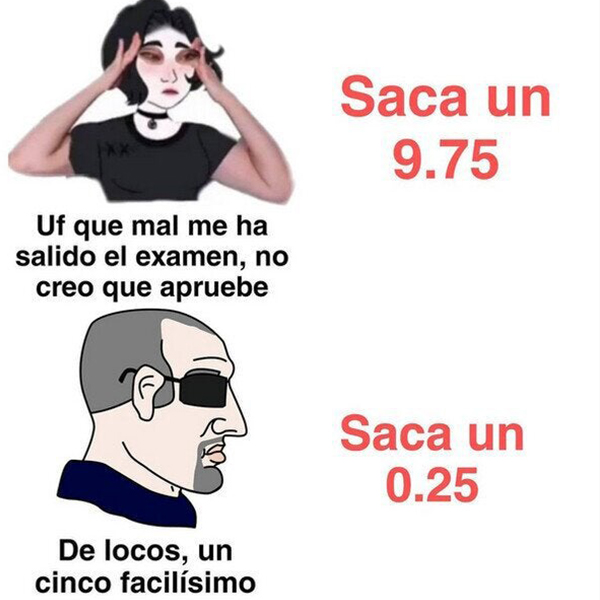 Saca un
9.75
Uf que mal me ha
salido el examen, no
creo que apruebe
Saca un
0.25
De locos, un
cinco facilísimo